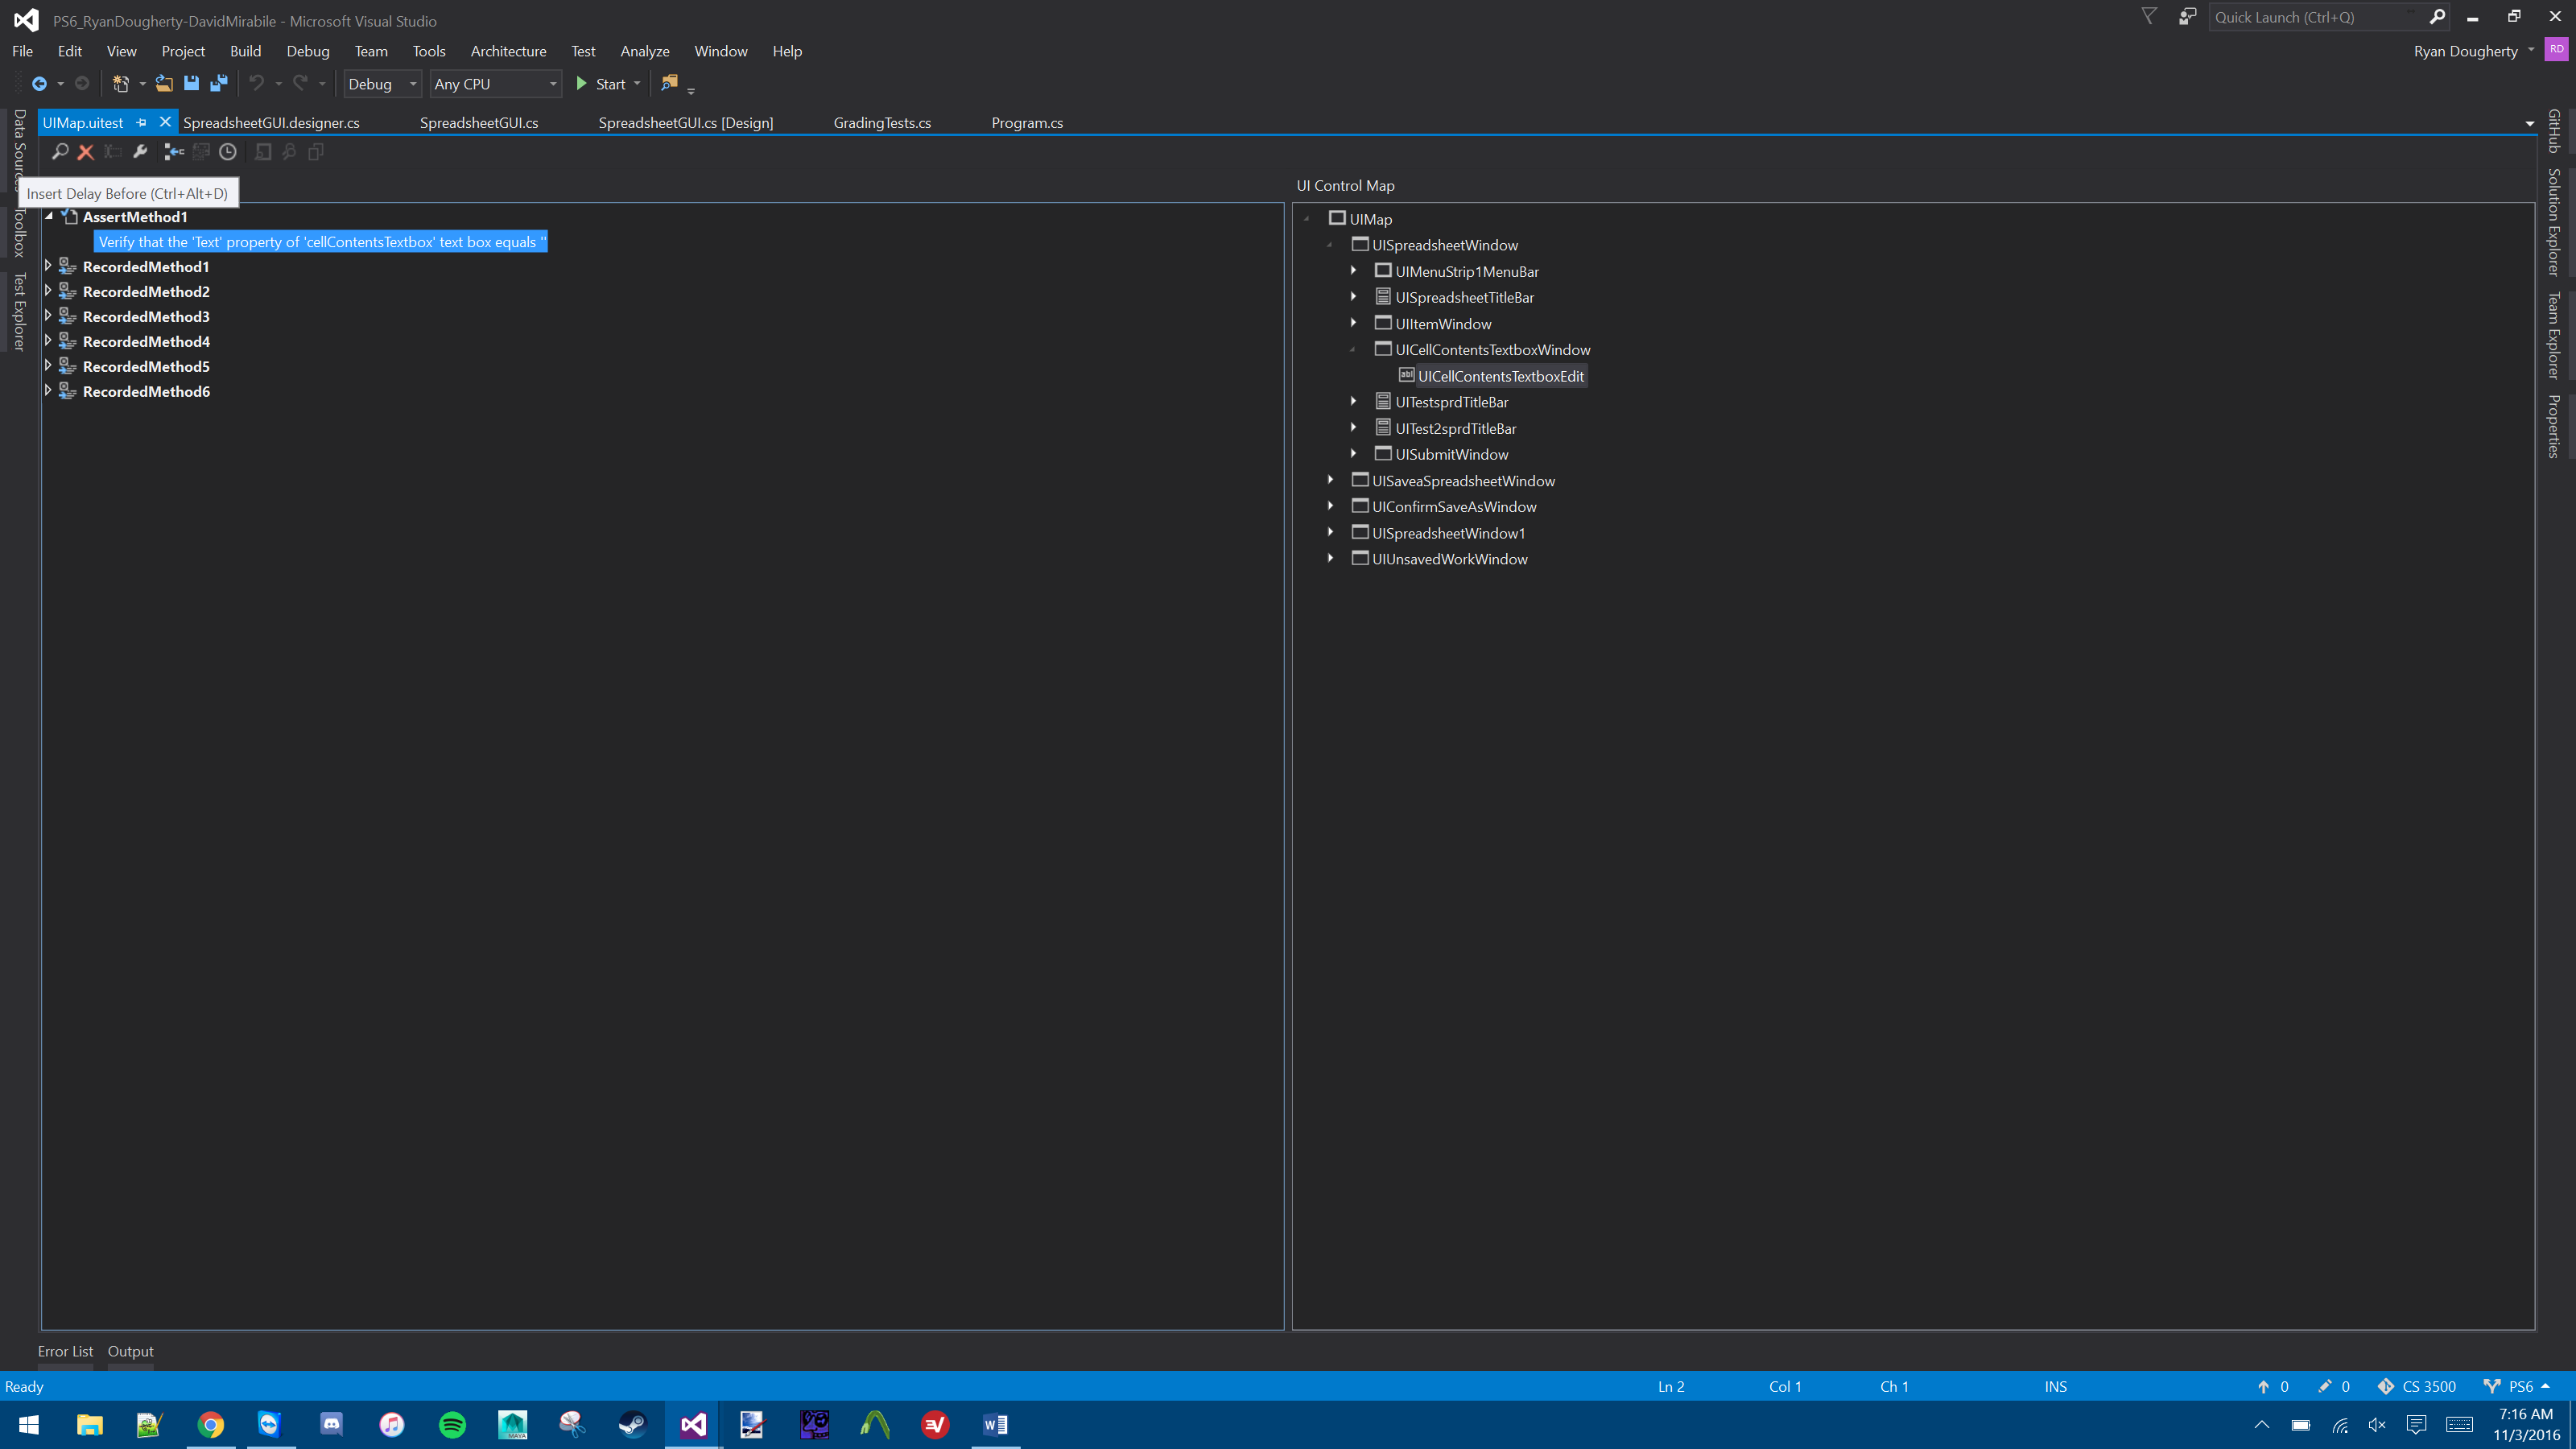 PS6_RyanDougherty-DavidMirabile - Microsoft Visual Studio
Quick Launch (Ctrl+Q)
File Edit View Project Build Debug Team Tools Architecture Test Analyze Window Help
Ryan Dougherty RD
Debug Any CPU Start
UIMap.uitest SpreadsheetGUI.designer.cs SpreadsheetGUI.cs SpreadsheetGUI.cs [Design] GradingTests.cs Program.cs
Data Sources
Toolbox
Test Explorer
Insert Delay Before (Ctrl+Alt+D)
AssertMethod1
Verify that the 'Text' property of 'cellContentsTextbox' text box equals ''
RecordedMethod1
RecordedMethod2
RecordedMethod3
RecordedMethod4
RecordedMethod5
RecordedMethod6
UI Control Map
UIMap
UISpreadsheetWindow
UIMenuStrip1MenuBar
UISpreadsheetTitleBar
UIItemWindow
UICellContentsTextboxWindow
abl UICellContentsTextboxEdit
UITestsprdTitleBar
UITest2sprdTitleBar
UISubmitWindow
UISaveaSpreadsheetWindow
UIConfirmSaveAsWindow
UISpreadsheetWindow1
UIUnsavedWorkWindow
GitHub
Solution Explorer
Team Explorer
Properties
Error List Output
Ready Ln 2 Col 1 Ch 1 INS 0 0 CS 3500 PS6
MAYA
7:16 AM
11/3/2016